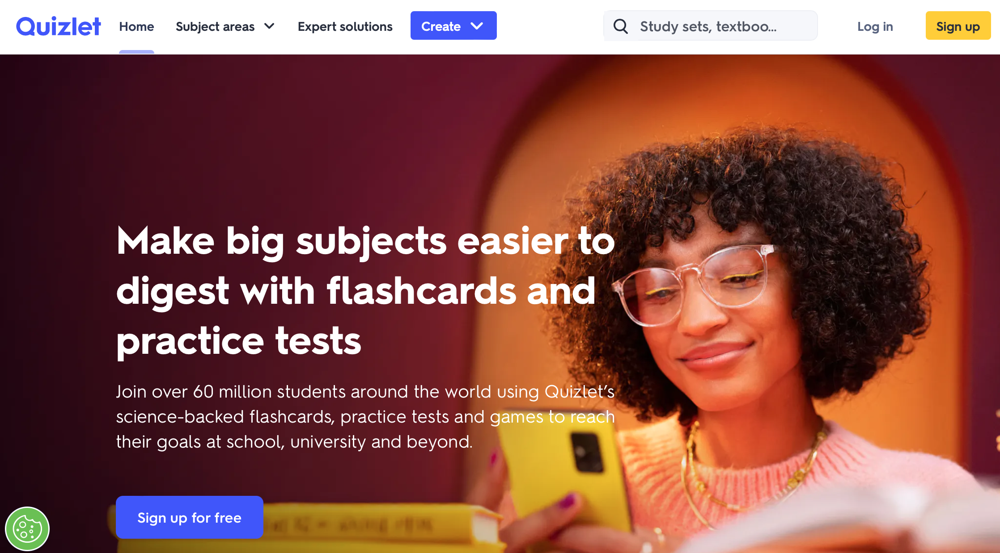 Quizlet
Home
Subject areas
Expert solutions
Create
Study sets, textboo...
Log in
Sign up
Make big subjects easier to
digest with flashcards and
practice tests
Join over 60 million students around the world using Quizlet’s
science-backed flashcards, practice tests and games to reach
their goals at school, university and beyond.
Sign up for free